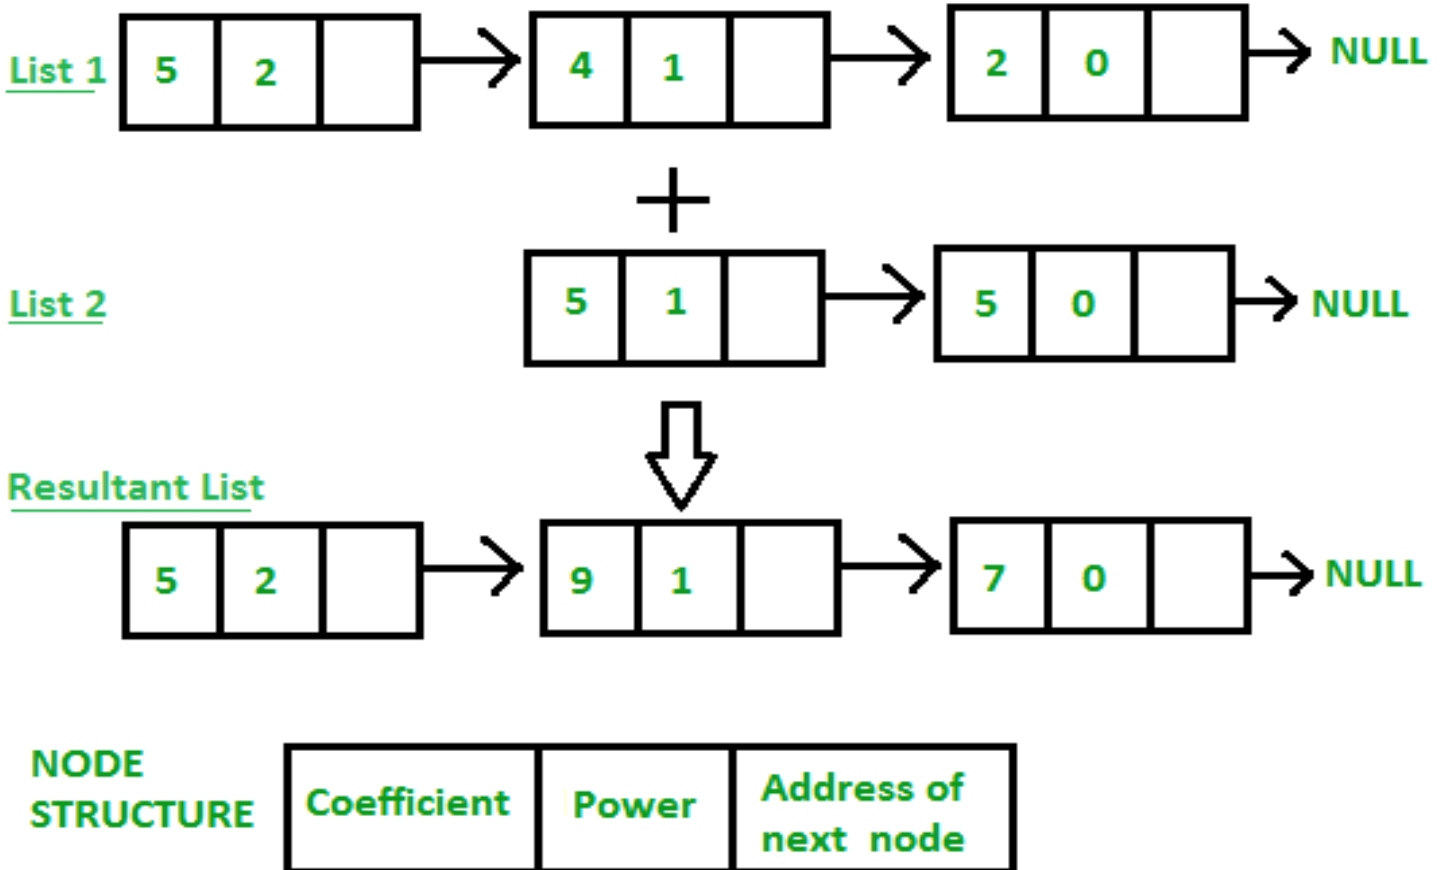 List 1 5 2 4 1 2 0 NULL
+
List 2 5 1 5 0 NULL
Resultant List
5 2 9 1 7 0 NULL
NODE STRUCTURE
Coefficient
Power
Address of
next node